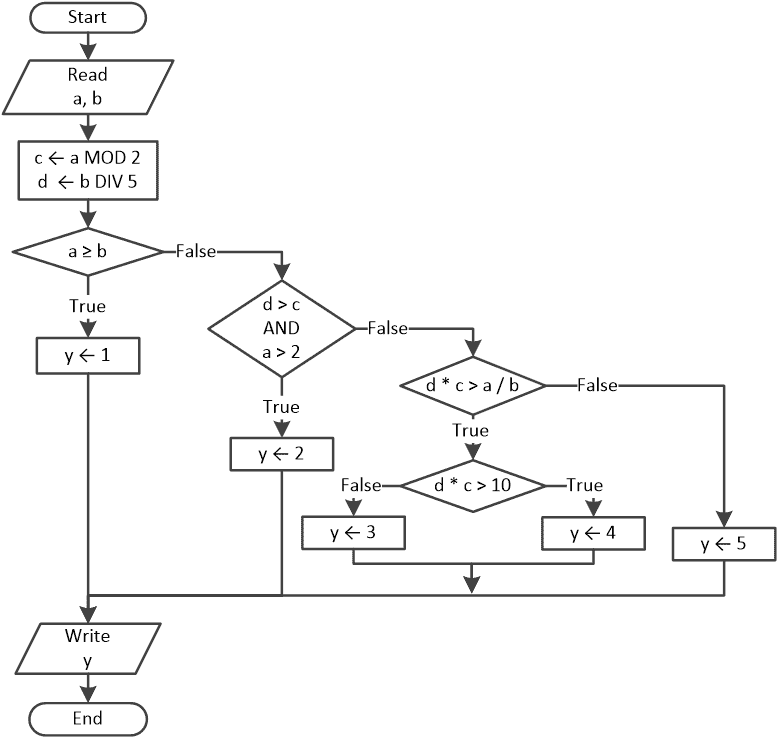 Start
Read
a, b
c ← a MOD 2
d ← b DIV 5
a ≥ b
False
True
y ← 1
d > c
AND
a > 2
False
True
y ← 2
d * c > a / b
False
True
d * c > 10
False
True
y ← 3
y ← 4
y ← 5
Write
y
End